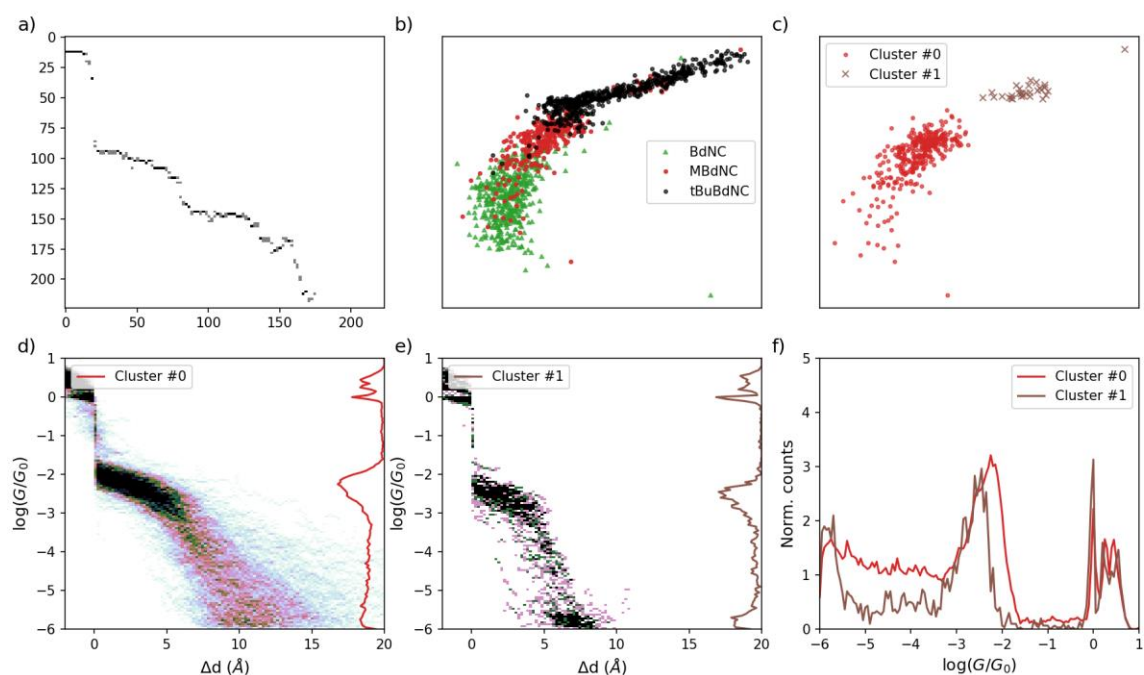 a)
b)
c)
0
25
50
75
100
125
150
175
200
0
50
100
150
200
BdNC
MBdNC
tBuBdNC
Cluster #0
Cluster #1
d)
e)
f)
log(G/G₀)
1
0
−1
−2
−3
−4
−5
−6
Cluster #0
0
5
10
15
20
Δd (Å)
log(G/G₀)
1
0
−1
−2
−3
−4
−5
−6
Cluster #1
0
5
10
15
20
Δd (Å)
Norm. counts
5
4
3
2
1
0
Cluster #0
Cluster #1
−6
−5
−4
−3
−2
−1
0
1
log(G/G₀)